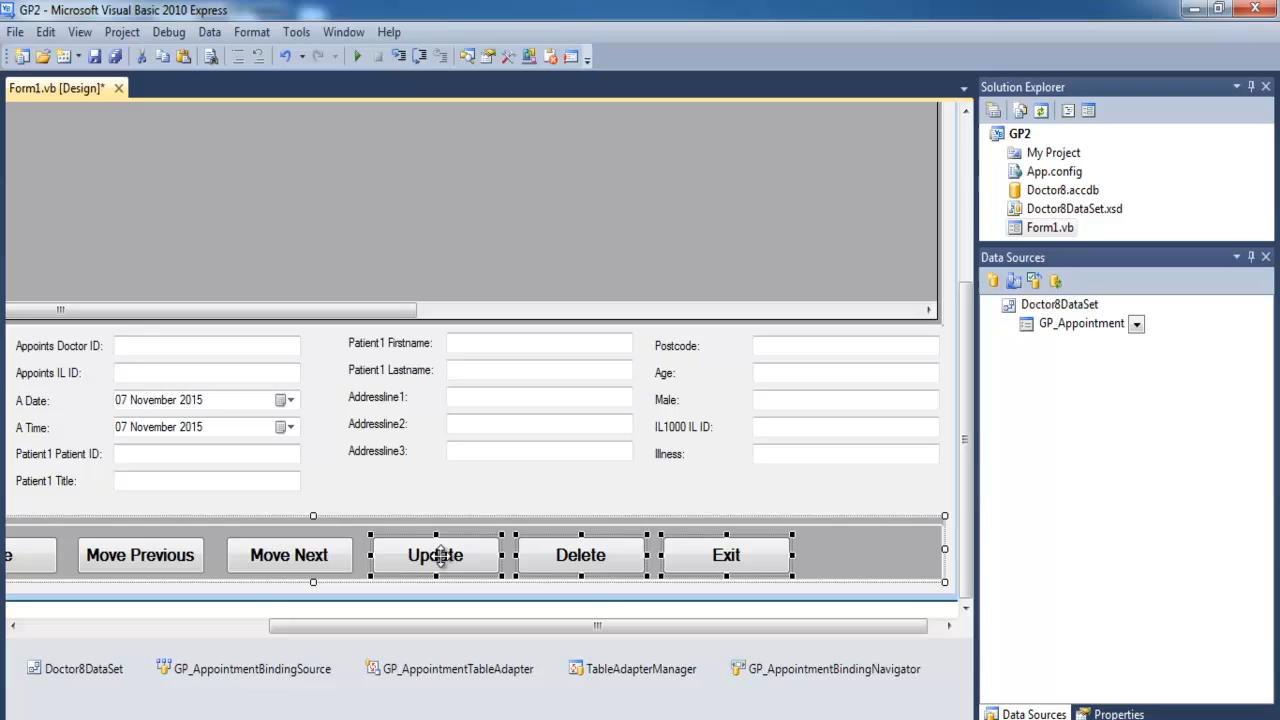 GP2 - Microsoft Visual Basic 2010 Express
File Edit View Project Debug Data Format Tools Window Help
Form1.vb [Design]*
Solution Explorer
GP2
My Project
App.config
Doctor8.accdb
Doctor8DataSet.xsd
Form1.vb
Data Sources
Doctor8DataSet
GP_Appointment
Appoints Doctor ID:
Appoints IL ID:
A Date: 07 November 2015
A Time: 07 November 2015
Patient1 Patient ID:
Patient1 Title:
Patient1 Firstname:
Patient1 Lastname:
Addressline1:
Addressline2:
Addressline3:
Postcode:
Age:
Male:
IL1000 IL ID:
Illness:
e Move Previous Move Next Update Delete Exit
Doctor8DataSet GP_AppointmentBindingSource GP_AppointmentTableAdapter TableAdapterManager GP_AppointmentBindingNavigator
Data Sources Properties